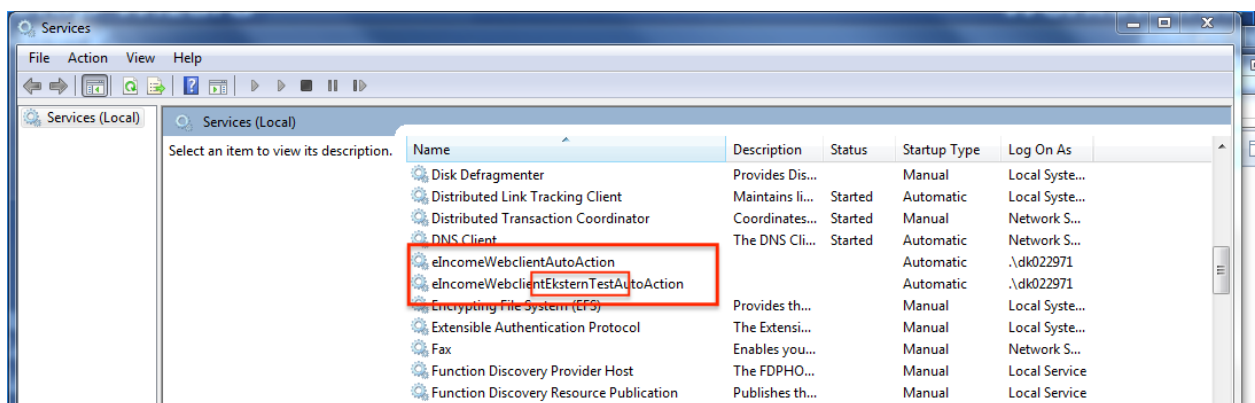 Services
File Action View Help
Services (Local)
Services (Local)
Select an item to view its description.
Name Description Status Startup Type Log On As
Disk Defragmenter Provides Dis... Manual Local Syste...
Distributed Link Tracking Client Maintains li... Started Automatic Local Syste...
Distributed Transaction Coordinator Coordinates... Started Manual Network S...
DNS Client The DNS Cli... Started Automatic Network S...
eIncomeWebclientAutoAction Automatic .\dk022971
eIncomeWebclientEksternTestAutoAction Automatic .\dk022971
Encrypting File System (EFS) Provides th... Manual Local Syste...
Extensible Authentication Protocol The Extensi... Manual Local Syste...
Fax Enables you... Manual Network S...
Function Discovery Provider Host The FDPHO... Manual Local Service
Function Discovery Resource Publication Publishes th... Manual Local Service